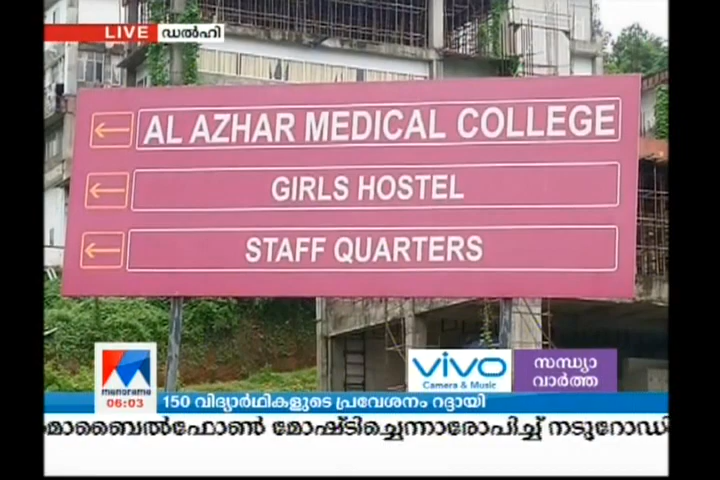 LIVE ഡൽഹി
AL AZHAR MEDICAL COLLEGE
GIRLS HOSTEL
STAFF QUARTERS
manorama
06:03
vivo
Camera & Music
സന്ധ്യാ
വാർത്ത
150 വിദ്യാർഥികളുടെ പ്രവേശനം റദ്ദായി
മൊബൈൽഫോൺ മോഷ്ടിച്ചെന്നാരോപിച്ച് നടുറോഡി